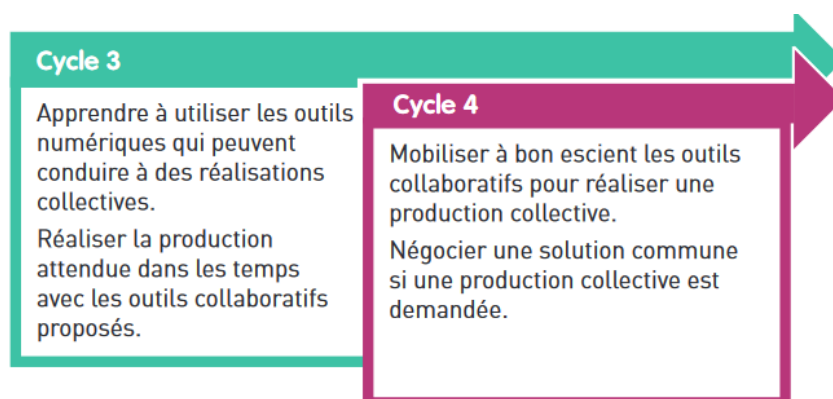 Cycle 3
Apprendre à utiliser les outils
numériques qui peuvent
conduire à des réalisations
collectives.
Réaliser la production
attendue dans les temps
avec les outils collaboratifs
proposés.
Cycle 4
Mobiliser à bon escient les outils
collaboratifs pour réaliser une
production collective.
Négocier une solution commune
si une production collective est
demandée.